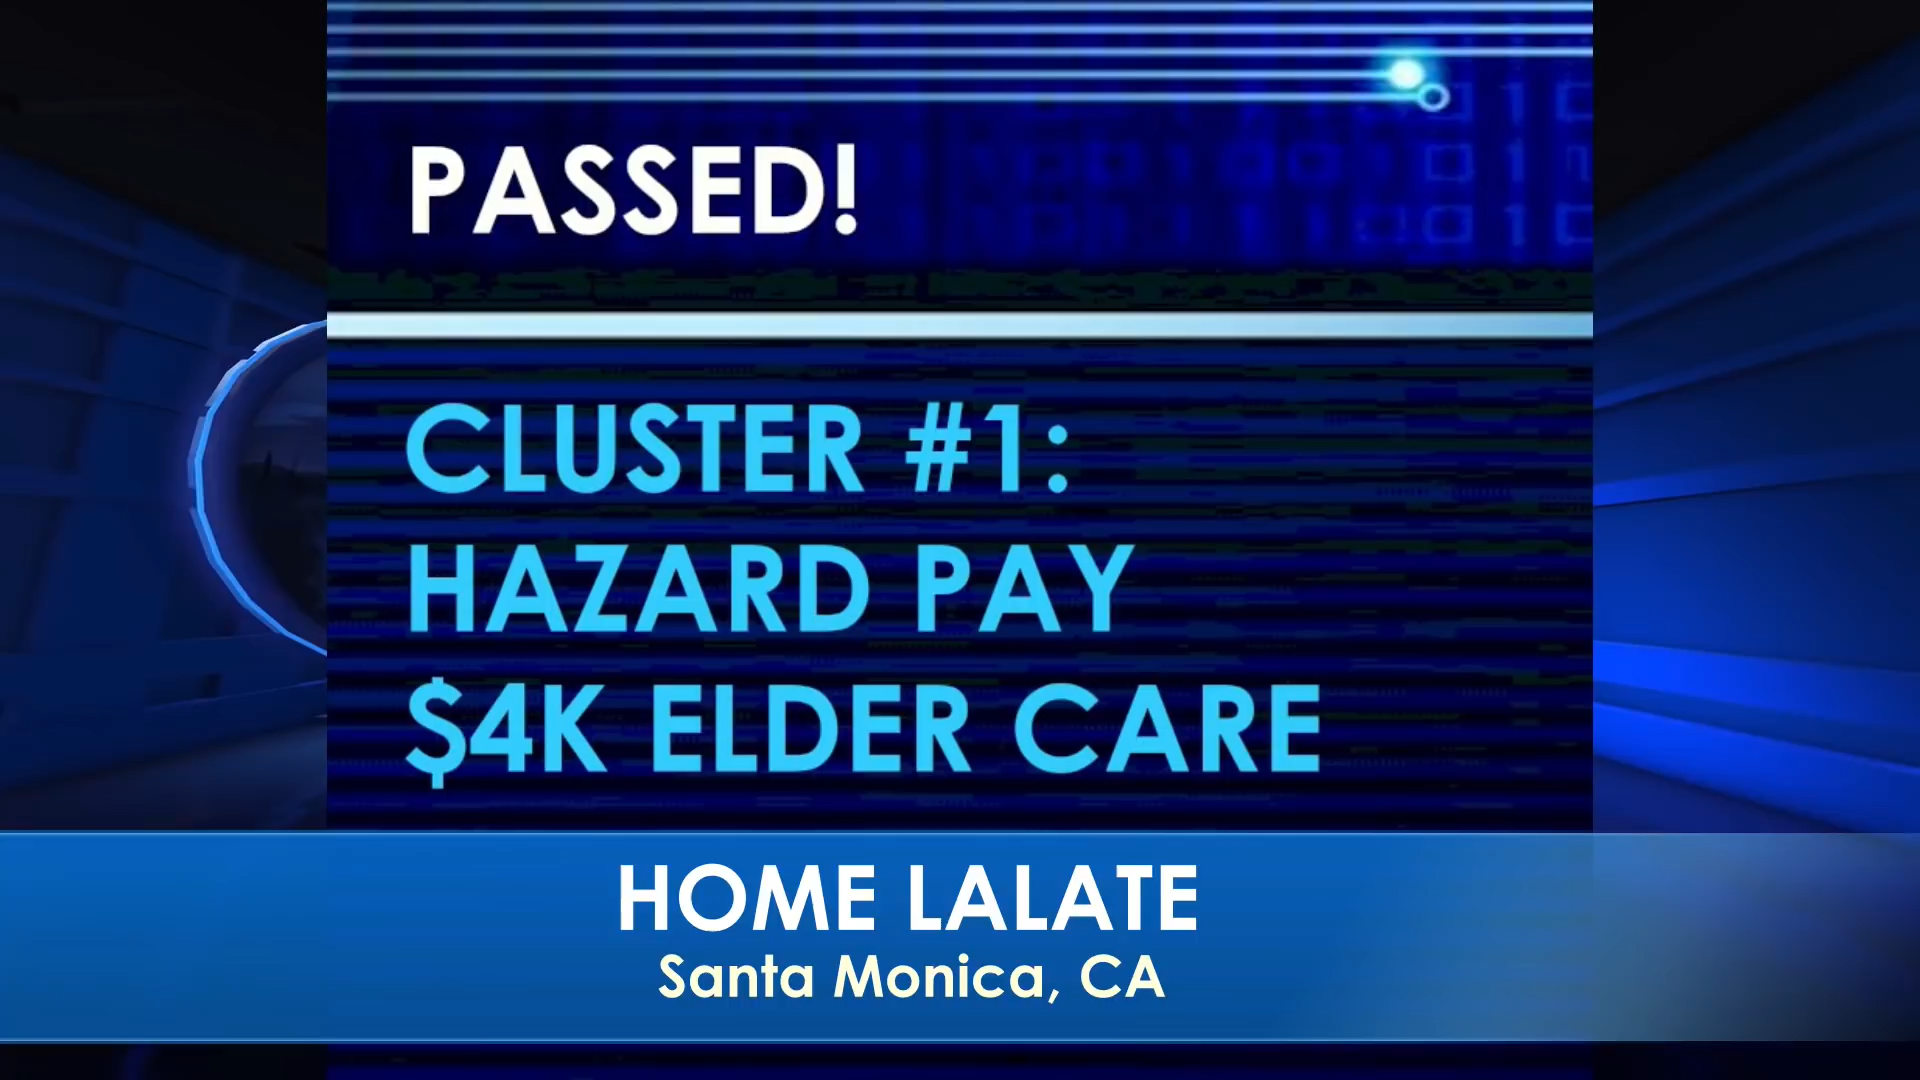 PASSED!
CLUSTER #1:
HAZARD PAY
$4K ELDER CARE
HOME LALATE
Santa Monica, CA